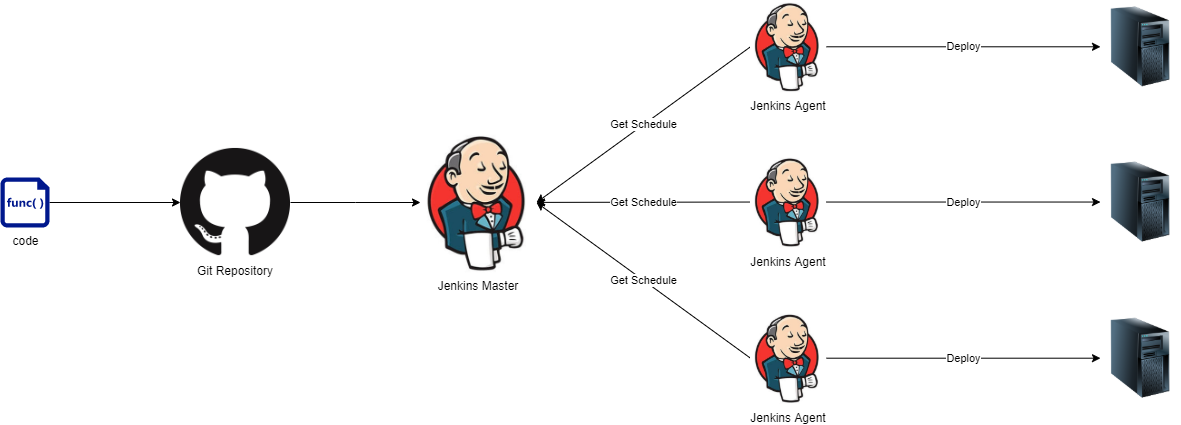 Jenkins Agent
Deploy
Get Schedule
func( )
code
Git Repository
Jenkins Master
Get Schedule
Jenkins Agent
Deploy
Get Schedule
Jenkins Agent
Deploy